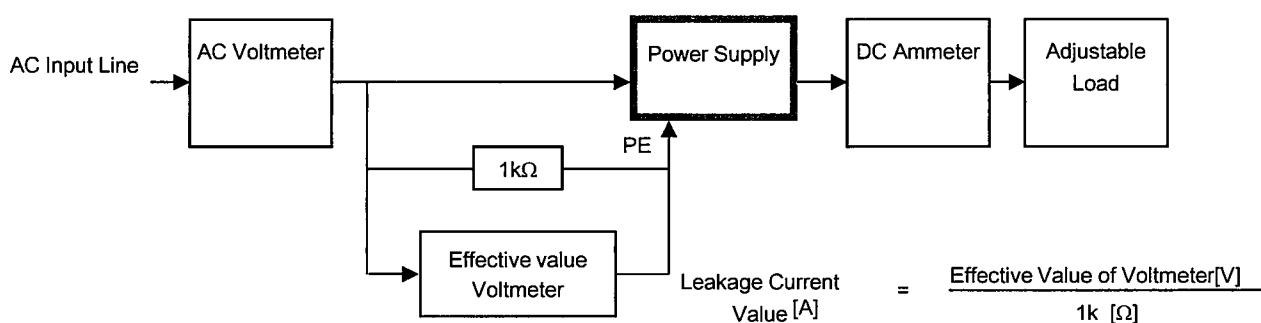 AC Input Line
AC Voltmeter
Power Supply
DC Ammeter
Adjustable
Load
PE
1kΩ
Effective value
Voltmeter
Leakage Current
Value [A]
=
Effective Value of Voltmeter[V]
1k [Ω]